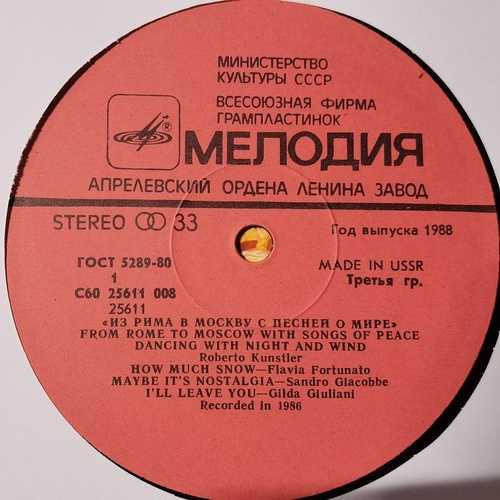 МИНИСТЕРСТВО
КУЛЬТУРЫ СССР
ВСЕСОЮЗНАЯ ФИРМА
ГРАМПЛАСТИНОК
®
МЕЛОДИЯ
АПРЕЛЕВСКИЙ ОРДЕНА ЛЕНИНА ЗАВОД
STEREO 33
Год выпуска 1988
ГОСТ 5289-80
1
С60 25611 008
25611
MADE IN USSR
Третья гр.
«ИЗ РИМА В МОСКВУ С ПЕСНЕЙ О МИРЕ»
FROM ROME TO MOSCOW WITH SONGS OF PEACE
DANCING WITH NIGHT AND WIND
Roberto Kunstler
HOW MUCH SNOW—Flavia Fortunato
MAYBE IT'S NOSTALGIA—Sandro Giacobbe
I'LL LEAVE YOU—Gilda Giuliani
Recorded in 1986